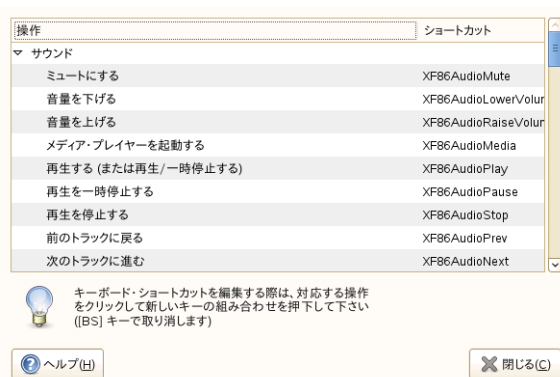 操作 ショートカット
サウンド
ミュートにする XF86AudioMute
音量を下げる XF86AudioLowerVolur
音量を上げる XF86AudioRaiseVolur
メディア・プレイヤーを起動する XF86AudioMedia
再生する (または再生/一時停止する) XF86AudioPlay
再生を一時停止する XF86AudioPause
再生を停止する XF86AudioStop
前のトラックに戻る XF86AudioPrev
次のトラックに進む XF86AudioNext
キーボード・ショートカットを編集する際は、対応する操作
をクリックして新しいキーの組み合わせを押下して下さい
([BS] キーで取り消します)
ヘルプ(H) 閉じる(C)